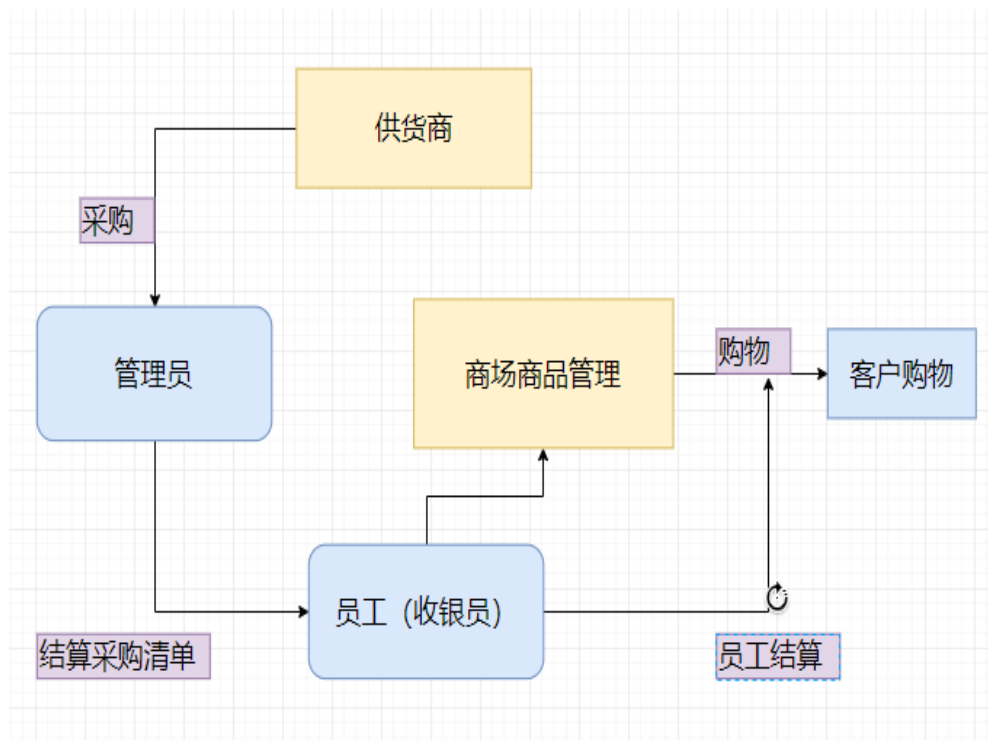 供货商
采购
管理员
商场商品管理
购物
客户购物
员工（收银员）
结算采购清单
员工结算